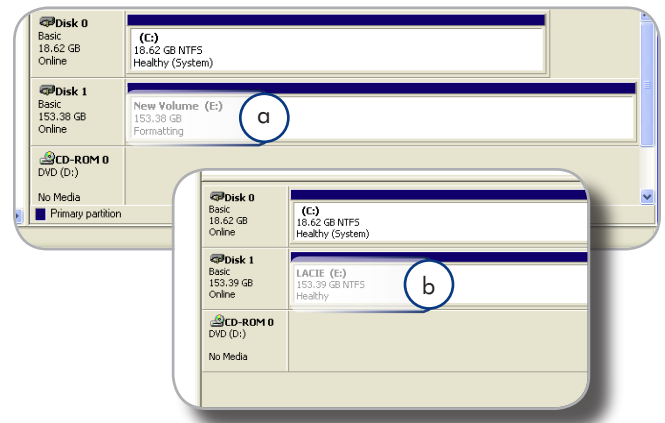 Disk 0
Basic
18.62 GB
Online
(C:)
18.62 GB NTFS
Healthy (System)
Disk 1
Basic
153.38 GB
Online
New Volume (E:)
153.38 GB
Formatting
a
CD-ROM 0
DVD (D:)
No Media
Primary partition
Disk 0
Basic
18.62 GB
Online
(C:)
18.62 GB NTFS
Healthy (System)
Disk 1
Basic
153.39 GB
Online
LACIE (E:)
153.39 GB NTFS
Healthy
b
CD-ROM 0
DVD (D:)
No Media